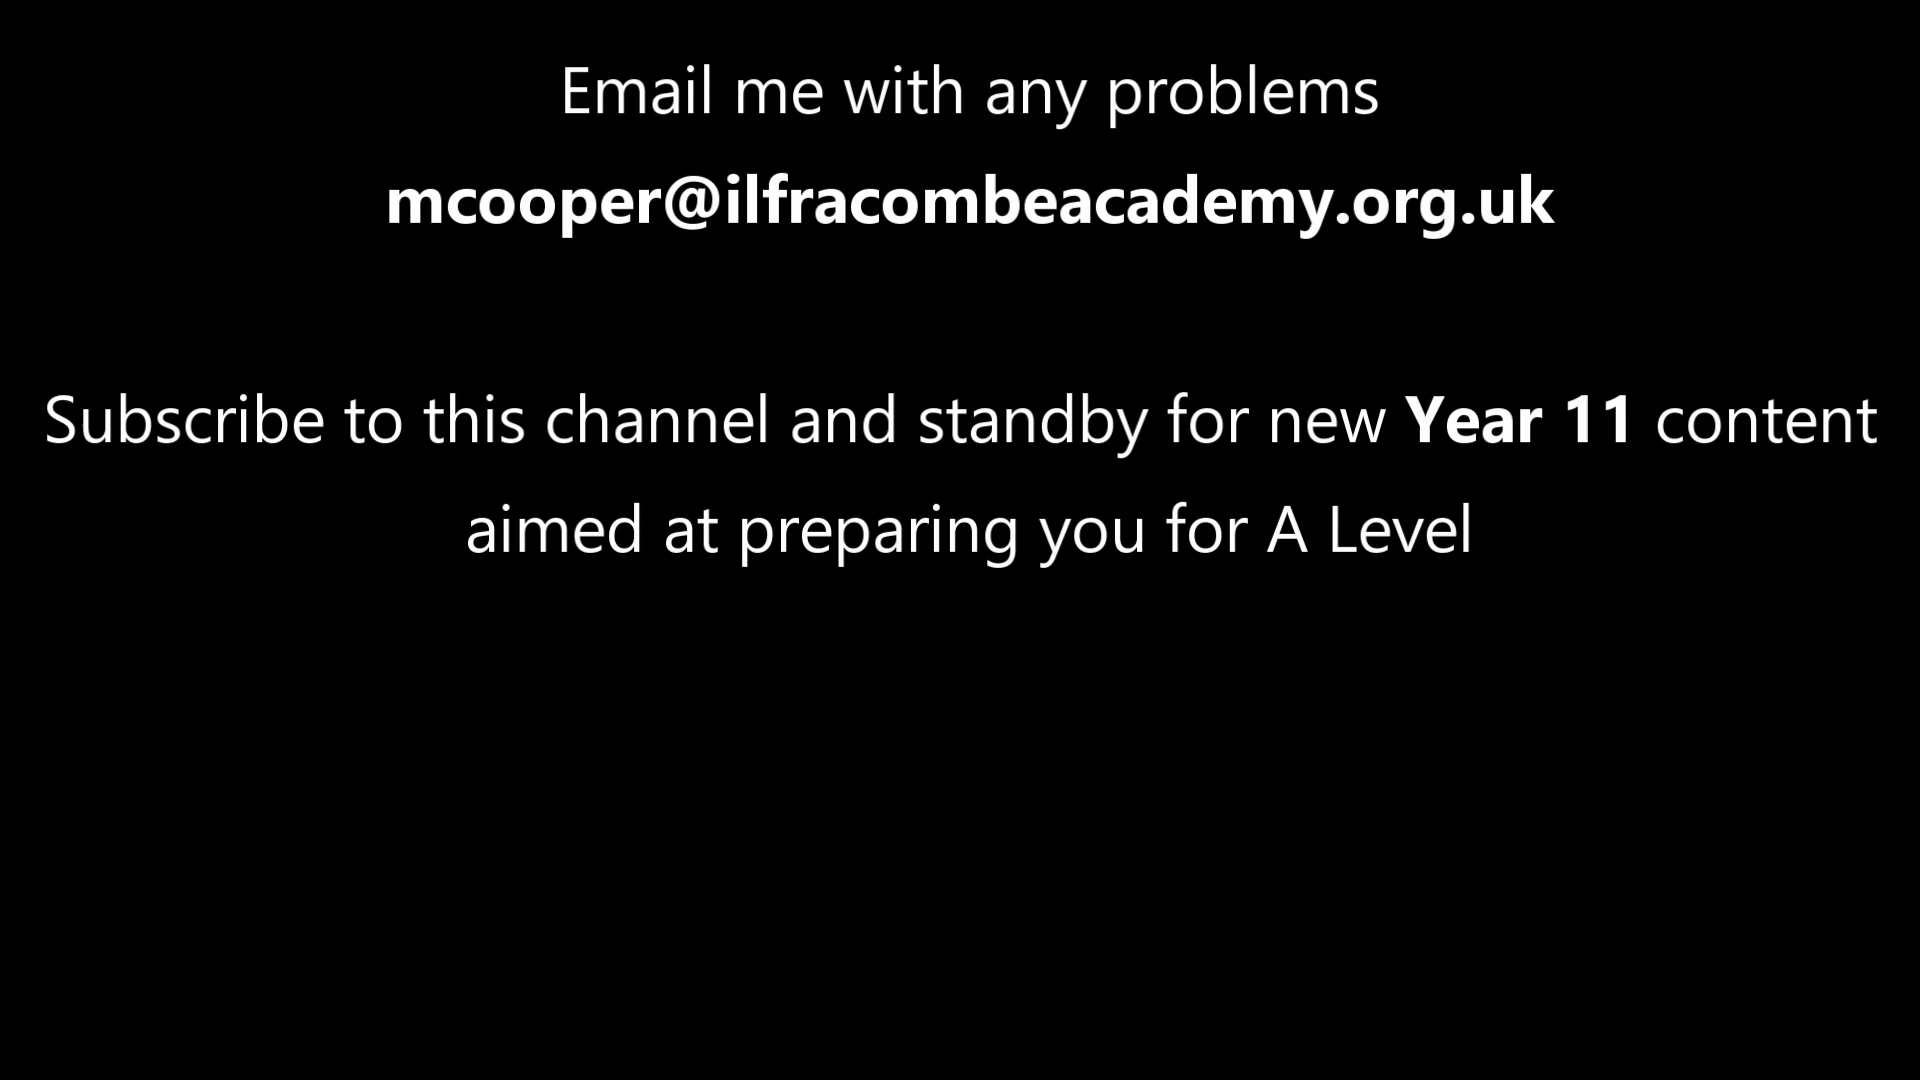 Email me with any problems
mcooper@ilfracombeacademy.org.uk
Subscribe to this channel and standby for new Year 11 content
aimed at preparing you for A Level